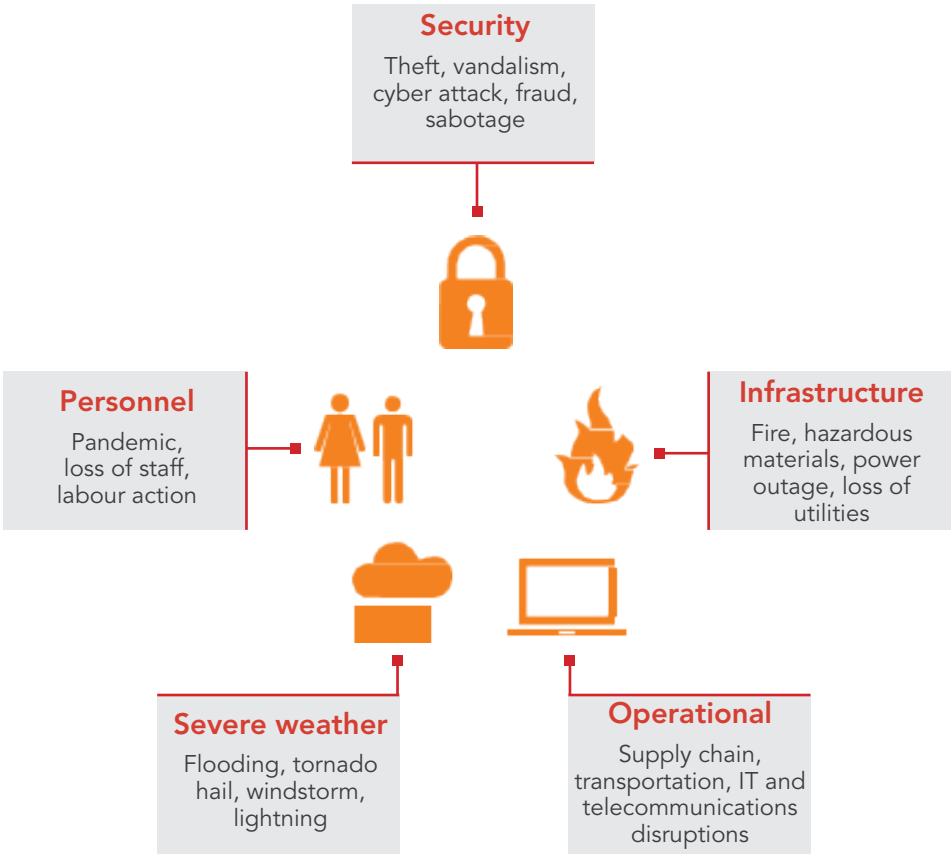 Security
Theft, vandalism,
cyber attack, fraud,
sabotage
Personnel
Pandemic,
loss of staff,
labour action
Infrastructure
Fire, hazardous
materials, power
outage, loss of
utilities
Severe weather
Flooding, tornado
hail, windstorm,
lightning
Operational
Supply chain,
transportation, IT and
telecommunications
disruptions